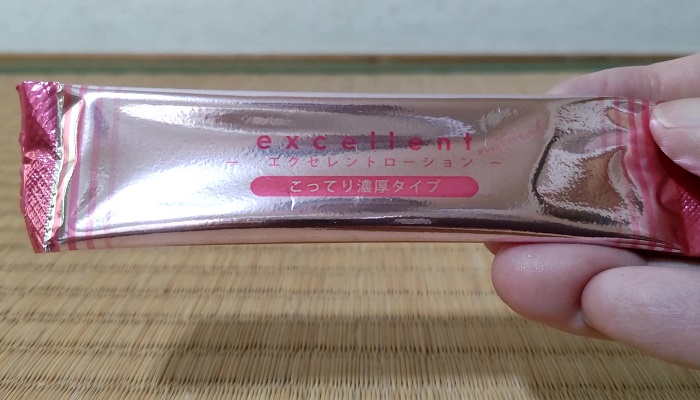 excellent
― エクセレントローション ―
こってり濃厚タイプ